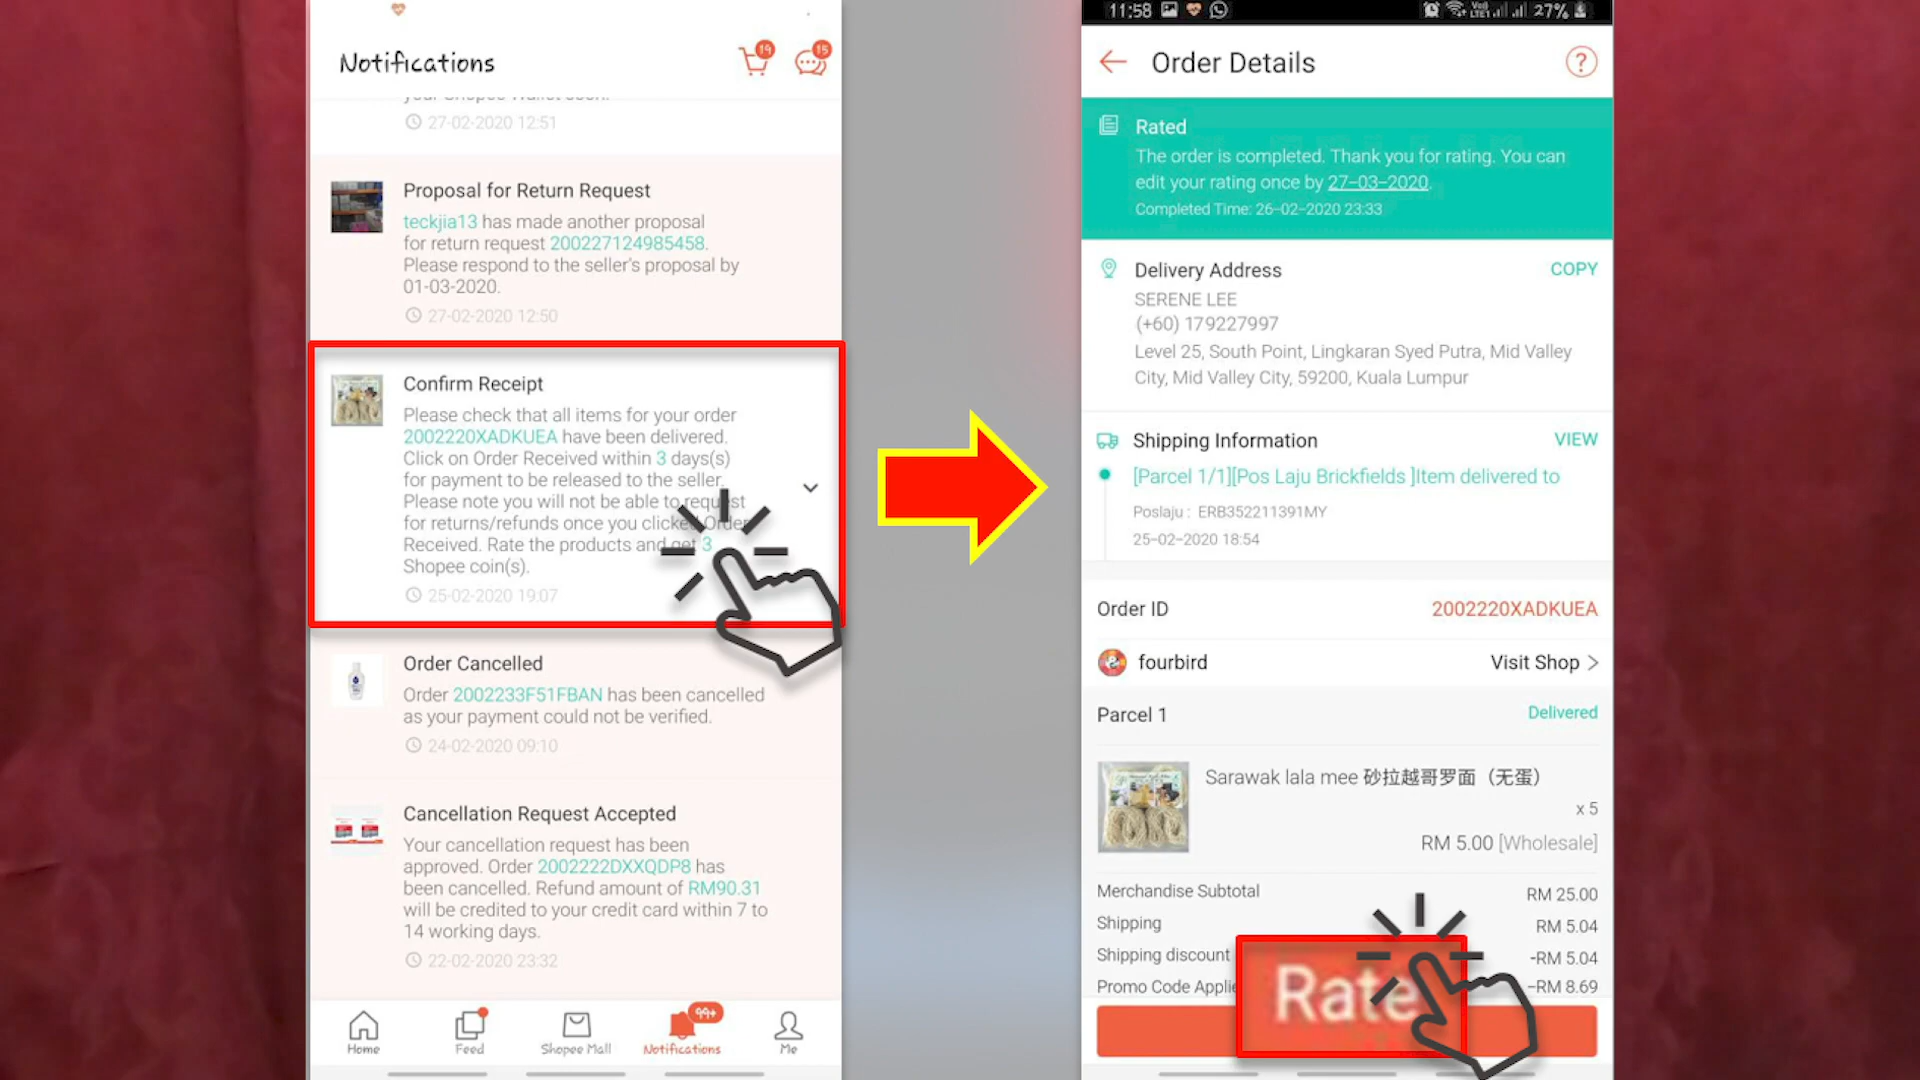 Notifications
19
15
your Shopee Wallet soon.
27-02-2020 12:51
Proposal for Return Request
teckjia13 has made another proposal
for return request 200227124985458.
Please respond to the seller's proposal by
01-03-2020.
27-02-2020 12:50
Confirm Receipt
Please check that all items for your order
2002220XADKUEA have been delivered.
Click on Order Received within 3 days(s)
for payment to be released to the seller.
Please note you will not be able to request
for returns/refunds once you clicked Order
Received. Rate the products and get 3
Shopee coin(s).
25-02-2020 19:07
Order Cancelled
Order 2002233F51FBAN has been cancelled
as your payment could not be verified.
24-02-2020 09:10
Cancellation Request Accepted
Your cancellation request has been
approved. Order 2002222DXXQDP8 has
been cancelled. Refund amount of RM90.31
will be credited to your credit card within 7 to
14 working days.
22-02-2020 23:32
99+
Home
Feed
Shopee Mall
Notifications
Me
11:58
27%
Order Details
?
Rated
The order is completed. Thank you for rating. You can
edit your rating once by 27-03-2020.
Completed Time: 26-02-2020 23:33
Delivery Address
COPY
SERENE LEE
(+60) 179227997
Level 25, South Point, Lingkaran Syed Putra, Mid Valley
City, Mid Valley City, 59200, Kuala Lumpur
Shipping Information
VIEW
[Parcel 1/1][Pos Laju Brickfields ]Item delivered to
Poslaju : ERB352211391MY
25-02-2020 18:54
Order ID
2002220XADKUEA
fourbird
Visit Shop
Parcel 1
Delivered
Sarawak lala mee 砂拉越哥罗面（无蛋）
x 5
RM 5.00 [Wholesale]
Merchandise Subtotal
RM 25.00
Shipping
RM 5.04
Shipping discount
-RM 5.04
Promo Code Applie
-RM 8.69
Rate